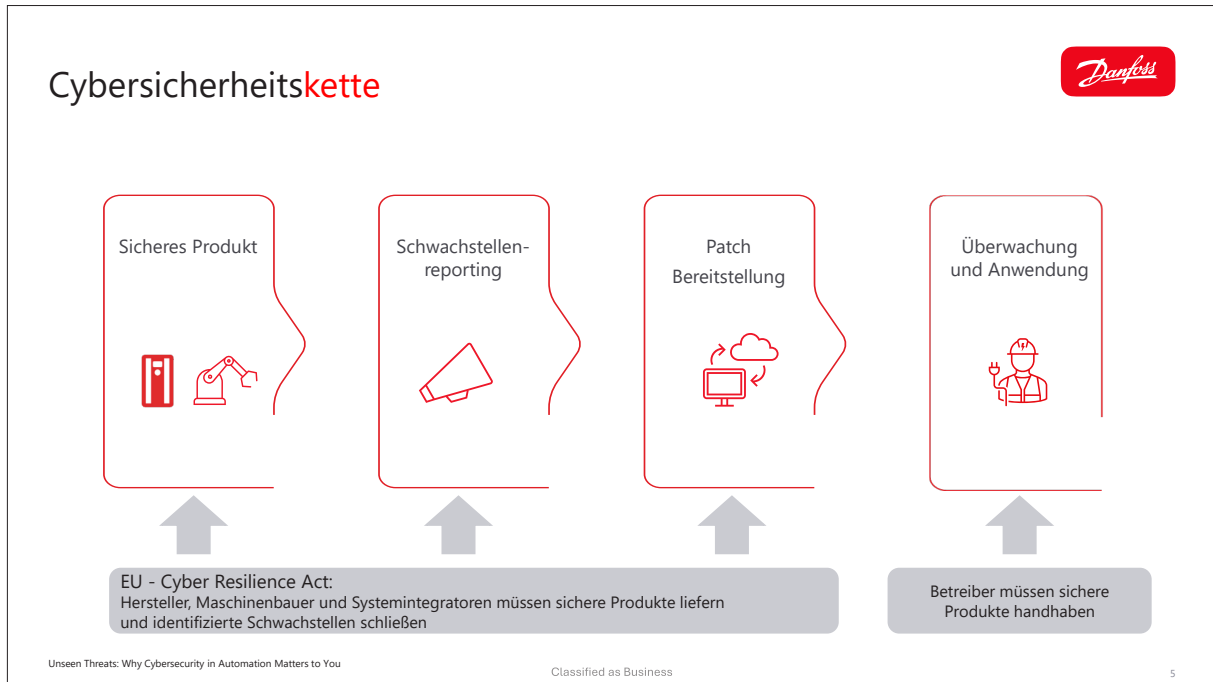 Cybersicherheitskette
Danfoss
Sicheres Produkt
Schwachstellen-
reporting
Patch
Bereitstellung
Überwachung
und Anwendung
EU - Cyber Resilience Act:
Hersteller, Maschinenbauer und Systemintegratoren müssen sichere Produkte liefern
und identifizierte Schwachstellen schließen
Betreiber müssen sichere
Produkte handhaben
Unseen Threats: Why Cybersecurity in Automation Matters to You
Classified as Business
5